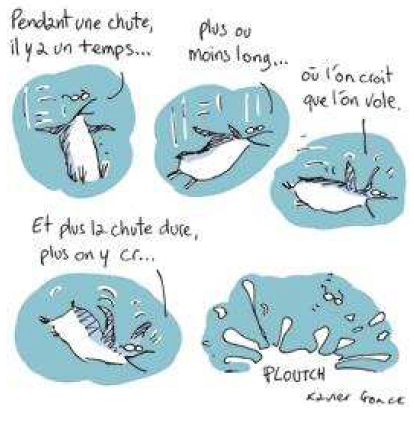 Pendant une chute,
il y a un temps...
plus ou
moins long...
où l'on croit
que l'on vole.
Et plus la chute dure,
plus on y cr...
PLOUTCH
Xavier Gorce